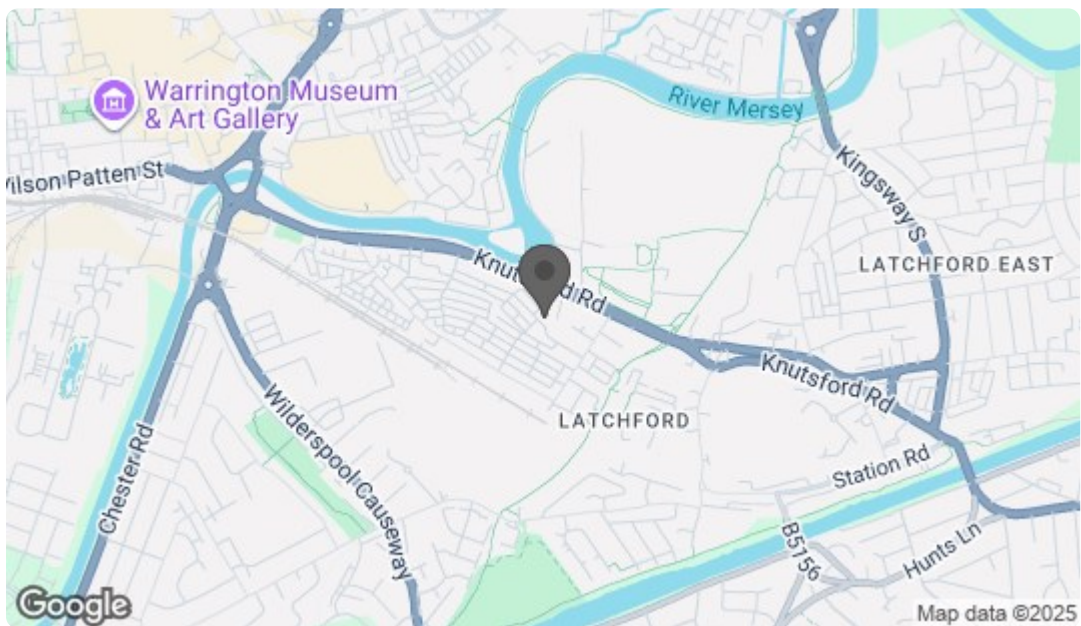 Warrington Museum
& Art Gallery
River Mersey
Wilson Patten St
Kingsway S
LATCHFORD EAST
Knutsford Rd
Knutsford Rd
LATCHFORD
Chester Rd
Wilderspool Causeway
Station Rd
B5156
Hunts Ln
Google
Map data ©2025